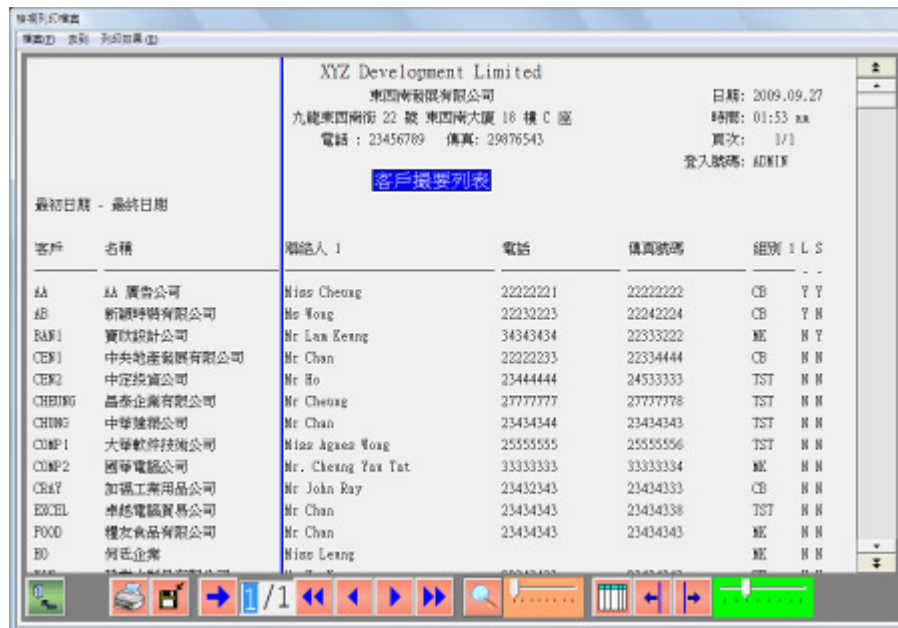 檢視列印檔案
檔案(F) 表列 列印效果(E)
XYZ Development Limited
東西南發展有限公司 日期: 2009.09.27
九龍東西南街 22 號 東西南大廈 18 樓 C 座 時間: 01:53 am
電話 : 23456789 傳真: 29876543 頁次: 1/1
登入號碼: ADMIN
客戶撮要列表
最初日期 - 最終日期
客戶 名稱 聯絡人 1 電話 傳真號碼 組別 1 L S
AA AA 廣告公司 Miss Cheung 22222221 22222222 CB Y Y
AB 新穎時裝有限公司 Ms Wong 22232223 22242224 CB Y N
BAN1 寶欣設計公司 Mr Lam Keung 34343434 22333222 MK N Y
CEN1 中央地產發展有限公司 Mr Chan 22222233 22334444 CB N N
CEN2 中定投資公司 Mr Ho 23444444 24533333 TST N N
CHEUNG 昌泰企業有限公司 Mr Cheung 27777777 27777778 TST N N
CHUNG 中華建築公司 Mr Chan 23434344 23434343 TST N N
COMP1 大華軟件技術公司 Miss Agnes Wong 25555555 25555556 TST N N
COMP2 國華電腦公司 Mr. Cheung Yau Tat 33333333 33333334 MK N N
CRAY 加福工業用品公司 Mr John Ray 23432343 23434333 CB N N
EXCEL 卓越電腦貿易公司 Mr Chan 23434343 23434338 TST N N
FOOD 糧友食品有限公司 Mr Chan 23434343 23434343 MK N N
HO 何氏企業 Miss Leung MK N N
1/1